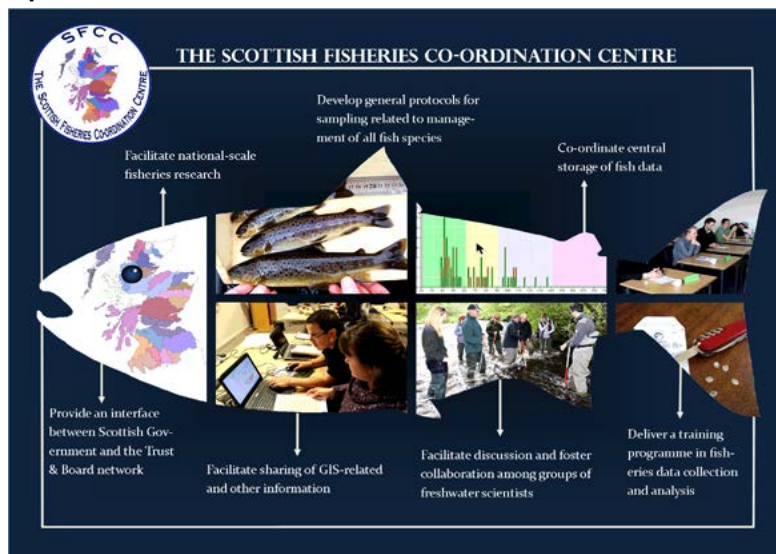 SFCC
THE SCOTTISH FISHERIES CO-ORDINATION CENTRE
THE SCOTTISH FISHERIES CO-ORDINATION CENTRE
Develop general protocols for
sampling related to manage-
ment of all fish species
Facilitate national-scale
fisheries research
Co-ordinate central
storage of fish data
Provide an interface
between Scottish Gov-
ernment and the Trust
& Board network
Facilitate sharing of GIS-related
and other information
Facilitate discussion and foster
collaboration among groups of
freshwater scientists
Deliver a training
programme in fish-
eries data collection
and analysis